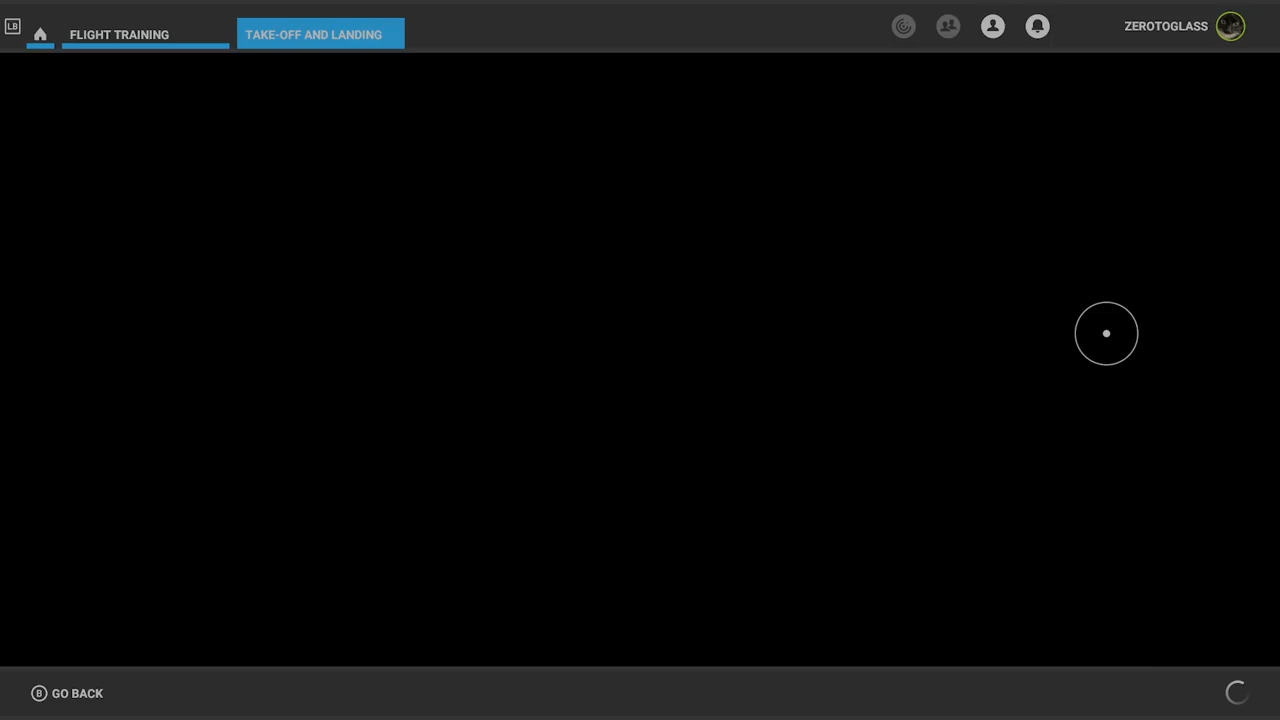 LB
FLIGHT TRAINING
TAKE-OFF AND LANDING
ZEROTOGLASS
B GO BACK